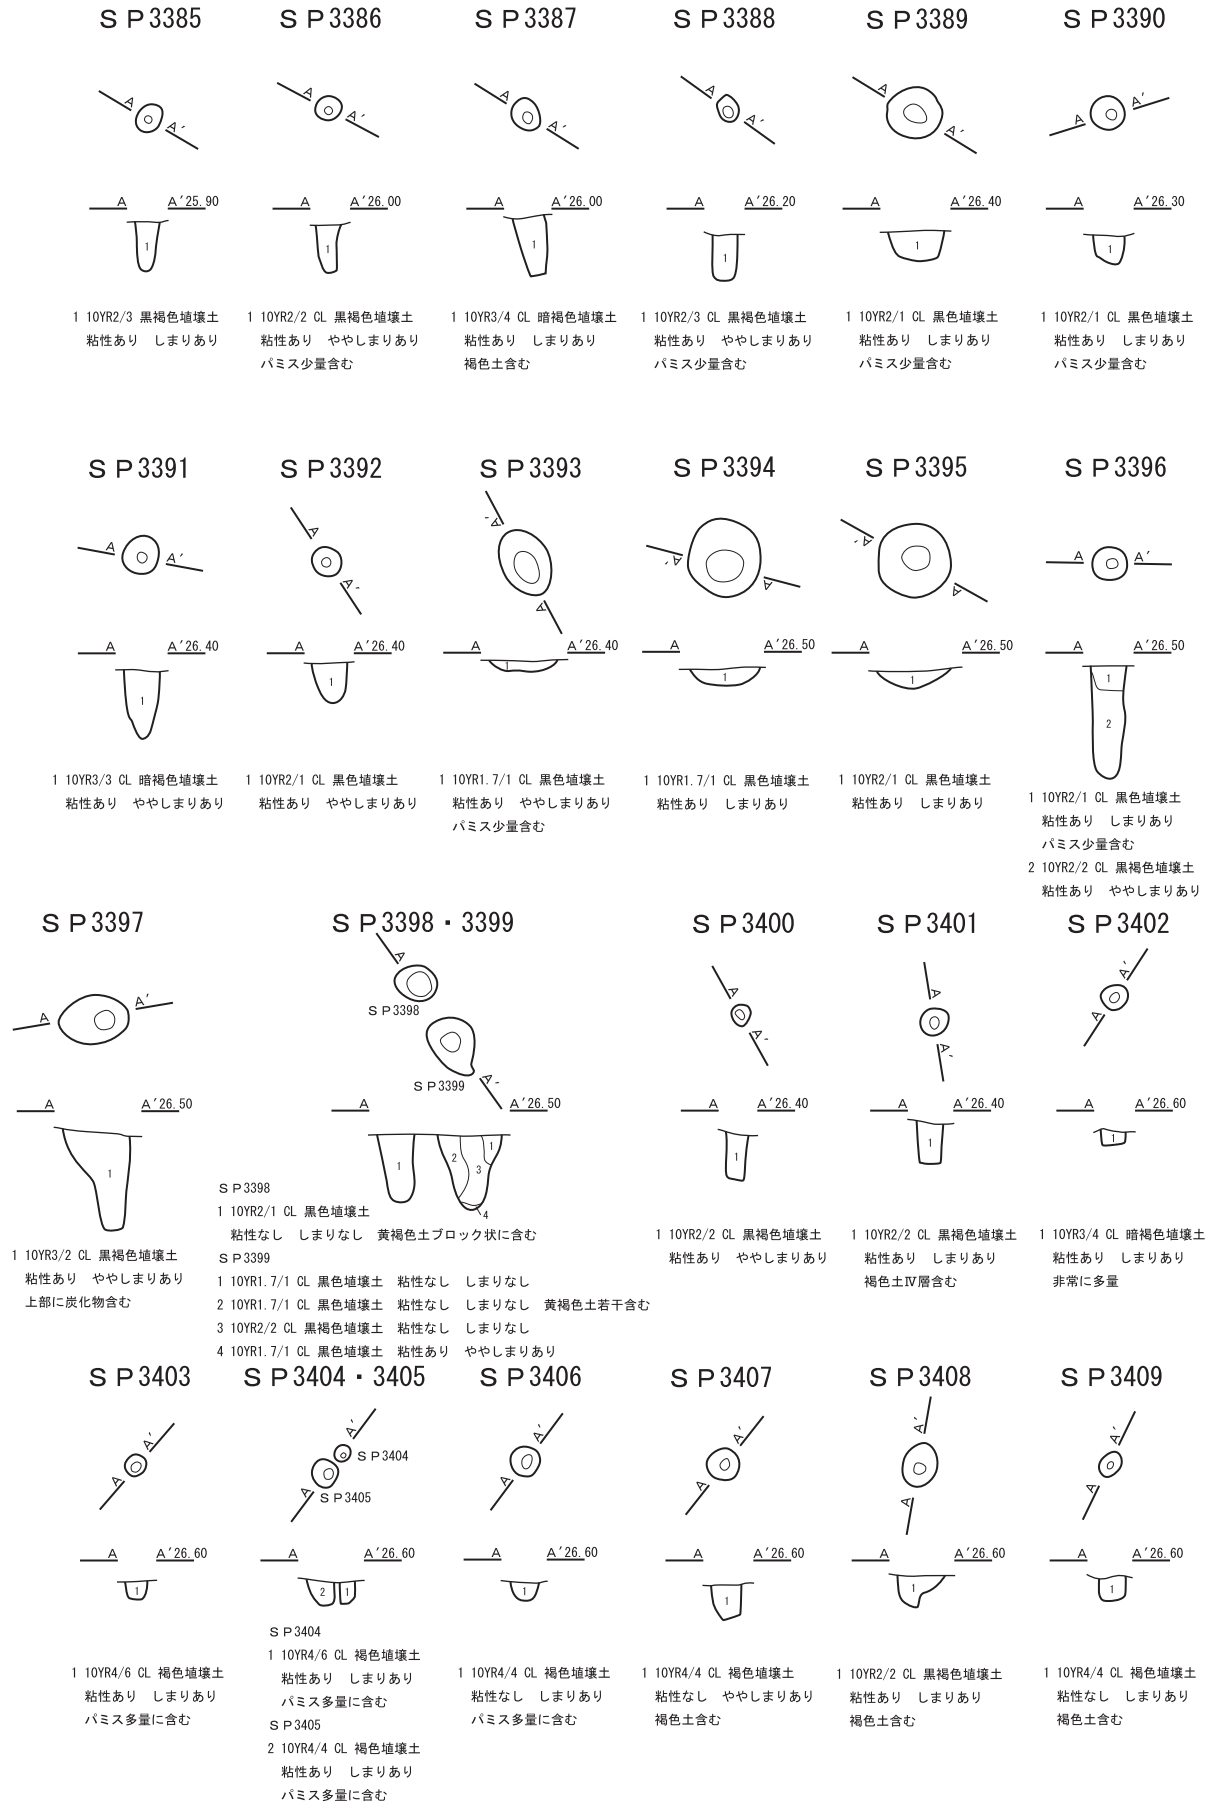 ＳＰ3385
A
A'
A A'25.90
1
1 10YR2/3 黒褐色埴壌土
粘性あり　しまりあり
ＳＰ3386
A
A'
A A'26.00
1
1 10YR2/2 CL 黒褐色埴壌土
粘性あり　ややしまりあり
パミス少量含む
ＳＰ3387
A
A'
A A'26.00
1
1 10YR3/4 CL 暗褐色埴壌土
粘性あり　しまりあり
褐色土含む
ＳＰ3388
A
A'
A A'26.20
1
1 10YR2/3 CL 黒褐色埴壌土
粘性あり　ややしまりあり
パミス少量含む
ＳＰ3389
A
A'
A A'26.40
1
1 10YR2/1 CL 黒色埴壌土
粘性あり　しまりあり
パミス少量含む
ＳＰ3390
A'
A
A A'26.30
1
1 10YR2/1 CL 黒色埴壌土
粘性あり　しまりあり
パミス少量含む
ＳＰ3391
A
A'
A A'26.40
1
1 10YR3/3 CL 暗褐色埴壌土
粘性あり　ややしまりあり
ＳＰ3392
A
A'
A A'26.40
1
1 10YR2/1 CL 黒色埴壌土
粘性あり　ややしまりあり
ＳＰ3393
A'
A
A A'26.40
1
1 10YR1.7/1 CL 黒色埴壌土
粘性あり　ややしまりあり
パミス少量含む
ＳＰ3394
A'
A
A A'26.50
1
1 10YR1.7/1 CL 黒色埴壌土
粘性あり　しまりあり
ＳＰ3395
A'
A
A A'26.50
1
1 10YR2/1 CL 黒色埴壌土
粘性あり　しまりあり
ＳＰ3396
A A'
A A'26.50
1
2
1 10YR2/1 CL 黒色埴壌土
粘性あり　しまりあり
パミス少量含む
2 10YR2/2 CL 黒褐色埴壌土
粘性あり　ややしまりあり
ＳＰ3397
A'
A
A A'26.50
1
1 10YR3/2 CL 黒褐色埴壌土
粘性あり　ややしまりあり
上部に炭化物含む
ＳＰ3398・3399
A
ＳＰ3398
ＳＰ3399
A'
A A'26.50
1 2 3 1
4
ＳＰ3398
1 10YR2/1 CL 黒色埴壌土
粘性なし　しまりなし　黄褐色土ブロック状に含む
ＳＰ3399
1 10YR1.7/1 CL 黒色埴壌土　粘性なし　しまりなし
2 10YR1.7/1 CL 黒色埴壌土　粘性なし　しまりなし　黄褐色土若干含む
3 10YR2/2 CL 黒褐色埴壌土　粘性なし　しまりなし
4 10YR1.7/1 CL 黒色埴壌土　粘性あり　ややしまりあり
ＳＰ3400
A
A'
A A'26.40
1
1 10YR2/2 CL 黒褐色埴壌土
粘性あり　ややしまりあり
ＳＰ3401
A
A'
A A'26.40
1
1 10YR2/2 CL 黒褐色埴壌土
粘性あり　しまりあり
褐色土Ⅳ層含む
ＳＰ3402
A'
A
A A'26.60
1
1 10YR3/4 CL 暗褐色埴壌土
粘性あり　しまりあり
非常に多量
ＳＰ3403
A'
A
A A'26.60
1
1 10YR4/6 CL 褐色埴壌土
粘性あり　しまりあり
パミス多量に含む
ＳＰ3404・3405
A'
ＳＰ3404
A
ＳＰ3405
A A'26.60
2 1
ＳＰ3404
1 10YR4/6 CL 褐色埴壌土
粘性あり　しまりあり
パミス多量に含む
ＳＰ3405
2 10YR4/4 CL 褐色埴壌土
粘性あり　しまりあり
パミス多量に含む
ＳＰ3406
A'
A
A A'26.60
1
1 10YR4/4 CL 褐色埴壌土
粘性なし　しまりあり
パミス多量に含む
ＳＰ3407
A'
A
A A'26.60
1
1 10YR4/4 CL 褐色埴壌土
粘性なし　ややしまりあり
褐色土含む
ＳＰ3408
A'
A
A A'26.60
1
1 10YR2/2 CL 黒褐色埴壌土
粘性あり　しまりあり
褐色土含む
ＳＰ3409
A'
A
A A'26.60
1
1 10YR4/4 CL 褐色埴壌土
粘性なし　しまりあり
褐色土含む